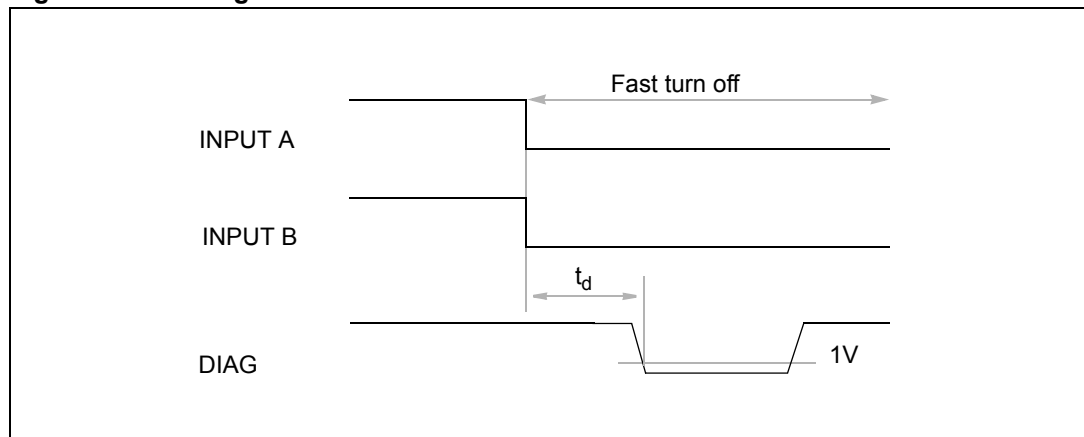 Fast turn off
INPUT A
INPUT B
t_d
1V
DIAG